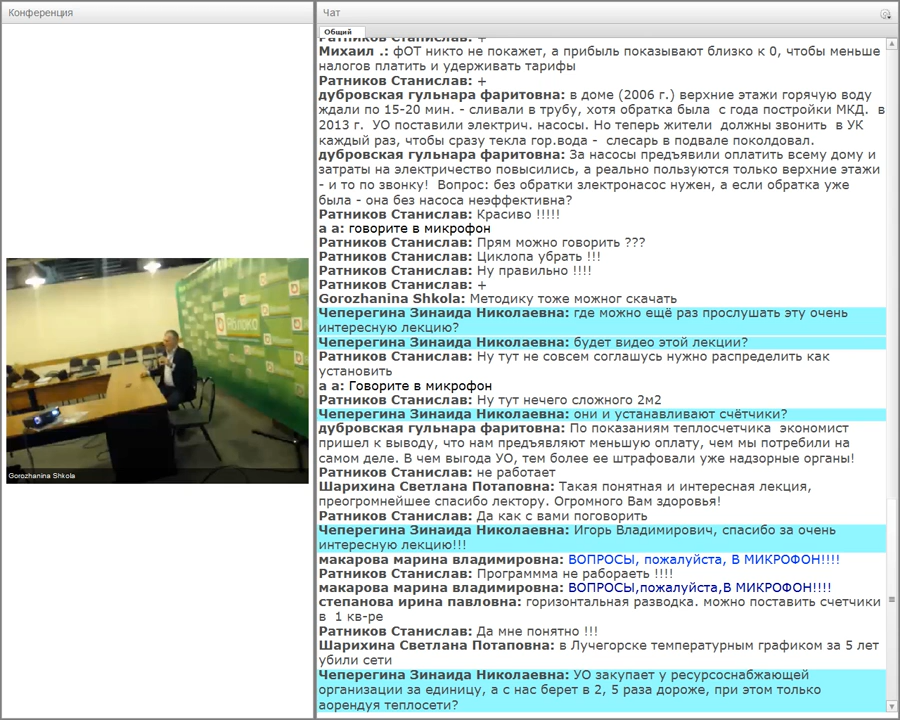 Конференция
Яблоко
Gorozhanina Shkola
Чат
Общий
Ратников Станислав: +
Михаил .: фОТ никто не покажет, а прибыль показывают близко к 0, чтобы меньше
налогов платить и удерживать тарифы
Ратников Станислав: +
дубровская гульнара фаритовна: в доме (2006 г.) верхние этажи горячую воду
ждали по 15-20 мин. - сливали в трубу, хотя обратка была с года постройки МКД. в
2013 г. УО поставили электрич. насосы. Но теперь жители должны звонить в УК
каждый раз, чтобы сразу текла гор.вода - слесарь в подвале поколдовал.
дубровская гульнара фаритовна: За насосы предъявили оплатить всему дому и
затраты на электричество повысились, а реально пользуются только верхние этажи
- и то по звонку! Вопрос: без обратки злектронасос нужен, а если обратка уже
была - она без насоса неэффективна?
Ратников Станислав: Красиво !!!!!
а а: говорите в микрофон
Ратников Станислав: Прям можно говорить ???
Ратников Станислав: Циклопа убрать !!!
Ратников Станислав: Ну правильно !!!!
Ратников Станислав: +
Gorozhanina Shkola: Методику тоже можног скачать
Чеперегина Зинаида Николаевна: где можно ещё раз прослушать эту очень
интересную лекцию?
Чеперегина Зинаида Николаевна: будет видео этой лекции?
Ратников Станислав: Ну тут не совсем соглашусь нужно распределить как
установить
а а: Говорите в микрофон
Ратников Станислав: Ну тут нечего сложного 2м2
Чеперегина Зинаида Николаевна: они и устанавливают счётчики?
дубровская гульнара фаритовна: По показаниям теплосчетчика экономист
пришел к выводу, что нам предъявляют меньшую оплату, чем мы потребили на
самом деле. В чем выгода УО, тем более ее штрафовали уже надзорные органы!
Ратников Станислав: не работает
Шарихина Светлана Потаповна: Такая понятная и интересная лекция,
преогромнейшее спасибо лектору. Огромного Вам здоровья!
Ратников Станислав: Да как с вами поговорить
Чеперегина Зинаида Николаевна: Игорь Владимирович, спасибо за очень
интересную лекцию!!!
макарова марина владимировна: ВОПРОСЫ, пожалуйста, В МИКРОФОН!!!!
Ратников Станислав: Программма не рабораеть !!!!
макарова марина владимировна: ВОПРОСЫ,пожалуйста,В МИКРОФОН!!!!
степанова ирина павловна: горизонтальная разводка. можно поставить счетчики
в 1 кв-ре
Ратников Станислав: Да мне понятно !!!
Шарихина Светлана Потаповна: в Лучегорске температурным графиком за 5 лет
убили сети
Чеперегина Зинаида Николаевна: УО закупает у ресурсоснабжающей
организации за единицу, а с нас берет в 2, 5 раза дороже, при этом только
аорендуя теплосети?